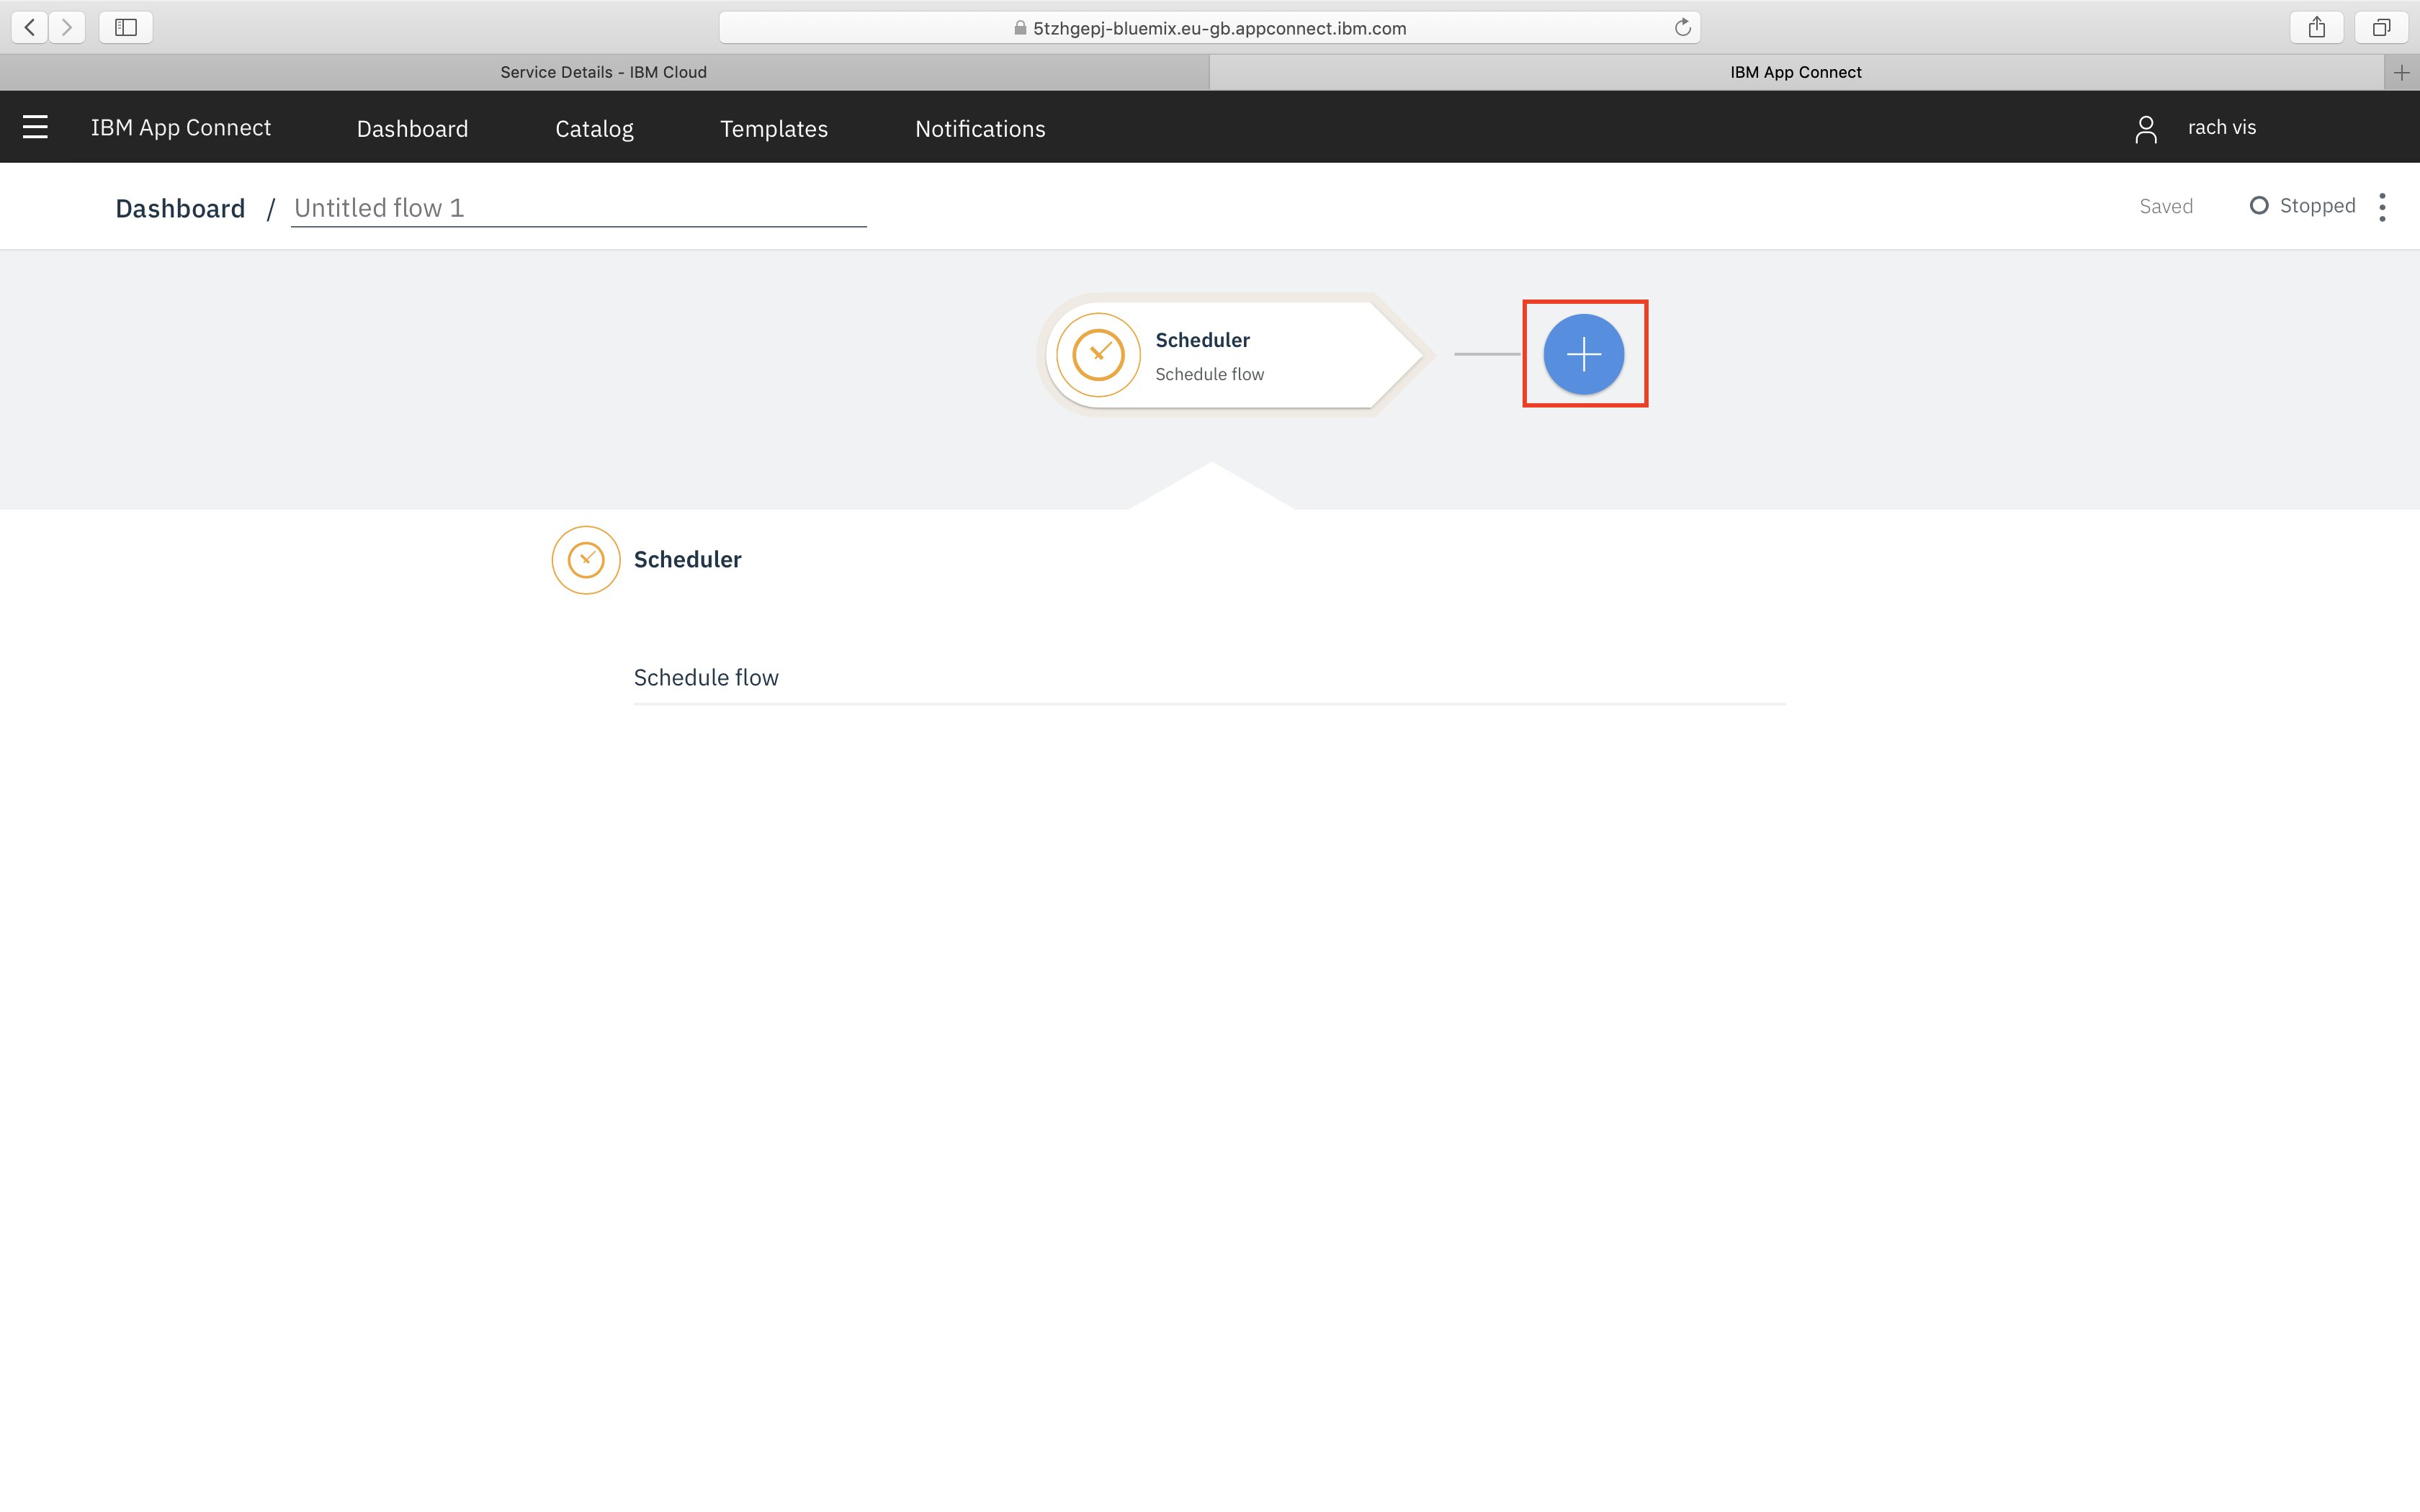 5tzhgepj-bluemix.eu-gb.appconnect.ibm.com
Service Details - IBM Cloud
IBM App Connect
IBM App Connect
Dashboard
Catalog
Templates
Notifications
rach vis
Dashboard / Untitled flow 1
Saved
Stopped
Scheduler
Schedule flow
Scheduler
Schedule flow